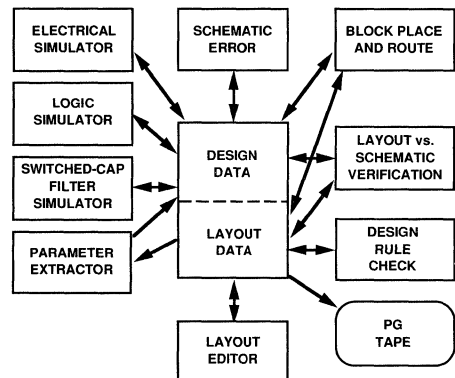 ELECTRICAL
SIMULATOR
SCHEMATIC
ERROR
BLOCK PLACE
AND ROUTE
LOGIC
SIMULATOR
DESIGN
DATA
LAYOUT vs.
SCHEMATIC
VERIFICATION
SWITCHED-CAP
FILTER
SIMULATOR
LAYOUT
DATA
PARAMETER
EXTRACTOR
DESIGN
RULE
CHECK
LAYOUT
EDITOR
PG
TAPE